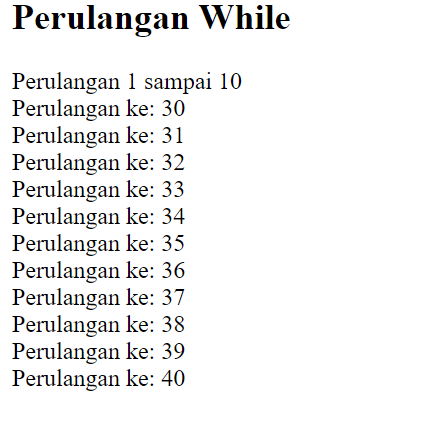 Perulangan While
Perulangan 1 sampai 10
Perulangan ke: 30
Perulangan ke: 31
Perulangan ke: 32
Perulangan ke: 33
Perulangan ke: 34
Perulangan ke: 35
Perulangan ke: 36
Perulangan ke: 37
Perulangan ke: 38
Perulangan ke: 39
Perulangan ke: 40